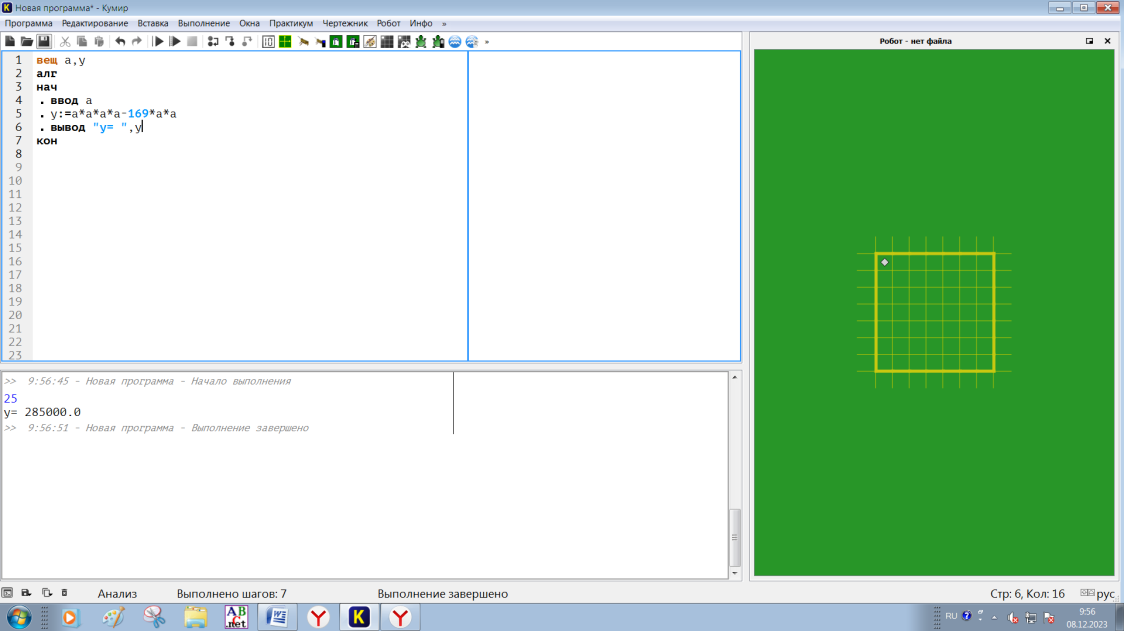 Новая программа* - Кумир
Программа Редактирование Вставка Выполнение Окна Практикум Чертежник Робот Инфо »
1 вещ a,y
2 алг
3 нач
4 . ввод a
5 . y:=a*a*a*a-169*a*a
6 . вывод "y= ",y
7 кон
8
9
10
11
12
13
14
15
16
17
18
19
20
21
22
23
Робот - нет файла
>> 9:56:45 - Новая программа - Начало выполнения
25
y= 285000.0
>> 9:56:51 - Новая программа - Выполнение завершено
Анализ Выполнено шагов: 7 Выполнение завершено Стр: 6, Кол: 16 рус
RU 9:56
08.12.2023